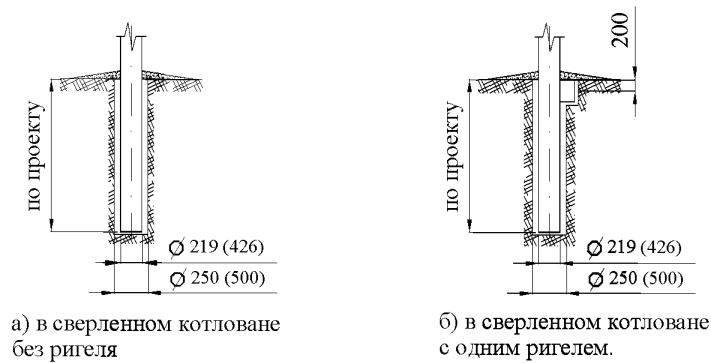 по проекту
⌀ 219 (426)
⌀ 250 (500)
а) в сверленном котловане
без ригеля
200
по проекту
⌀ 219 (426)
⌀ 250 (500)
б) в сверленном котловане
с одним ригелем.